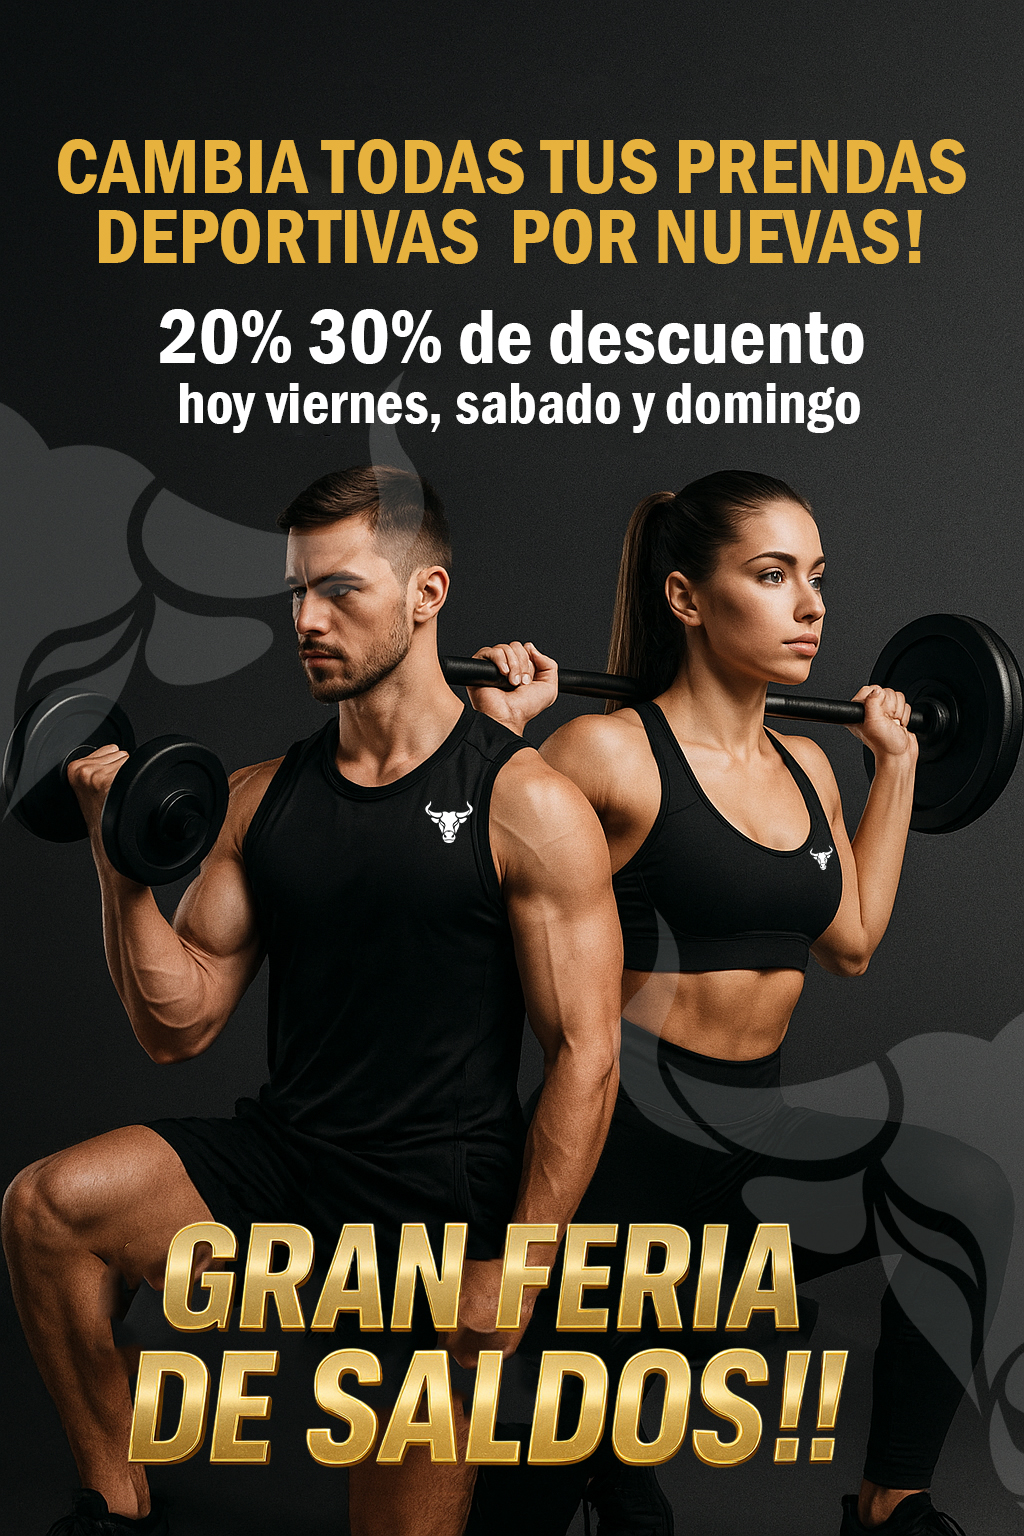 CAMBIA TODAS TUS PRENDAS
DEPORTIVAS POR NUEVAS!
20% 30% de descuento
hoy viernes, sabado y domingo
GRAN FERIA
DE SALDOS!!